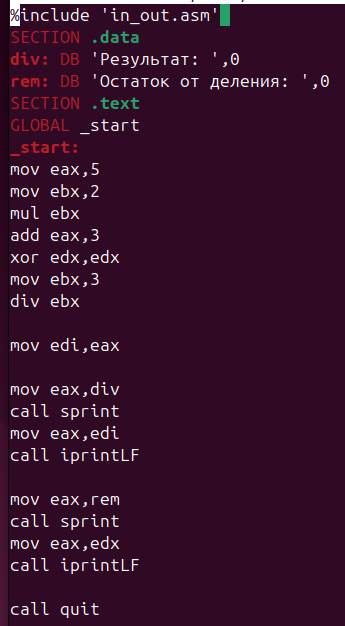 %include 'in_out.asm'
SECTION .data
div: DB 'Результат: ',0
rem: DB 'Остаток от деления: ',0
SECTION .text
GLOBAL _start
_start:
mov eax,5
mov ebx,2
mul ebx
add eax,3
xor edx,edx
mov ebx,3
div ebx
mov edi,eax
mov eax,div
call sprint
mov eax,edi
call iprintLF
mov eax,rem
call sprint
mov eax,edx
call iprintLF
call quit